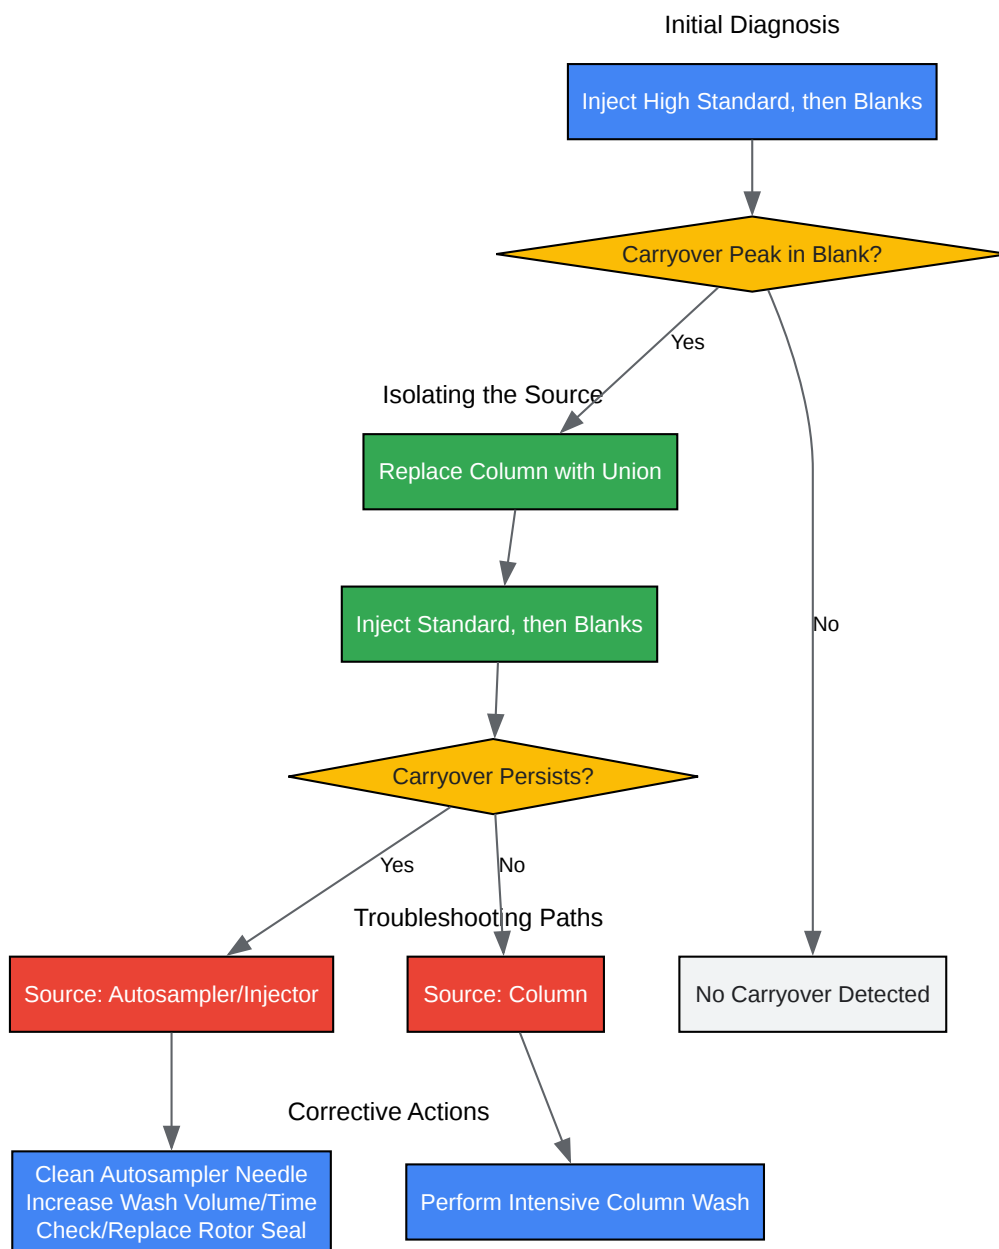 Initial Diagnosis
Inject High Standard, then Blanks
Carryover Peak in Blank?
Yes
Isolating the Source
Replace Column with Union
Inject Standard, then Blanks
No
Carryover Persists?
Yes
No
Troubleshooting Paths
Source: Autosampler/Injector
Source: Column
No Carryover Detected
Corrective Actions
Clean Autosampler Needle
Increase Wash Volume/Time
Check/Replace Rotor Seal
Perform Intensive Column Wash